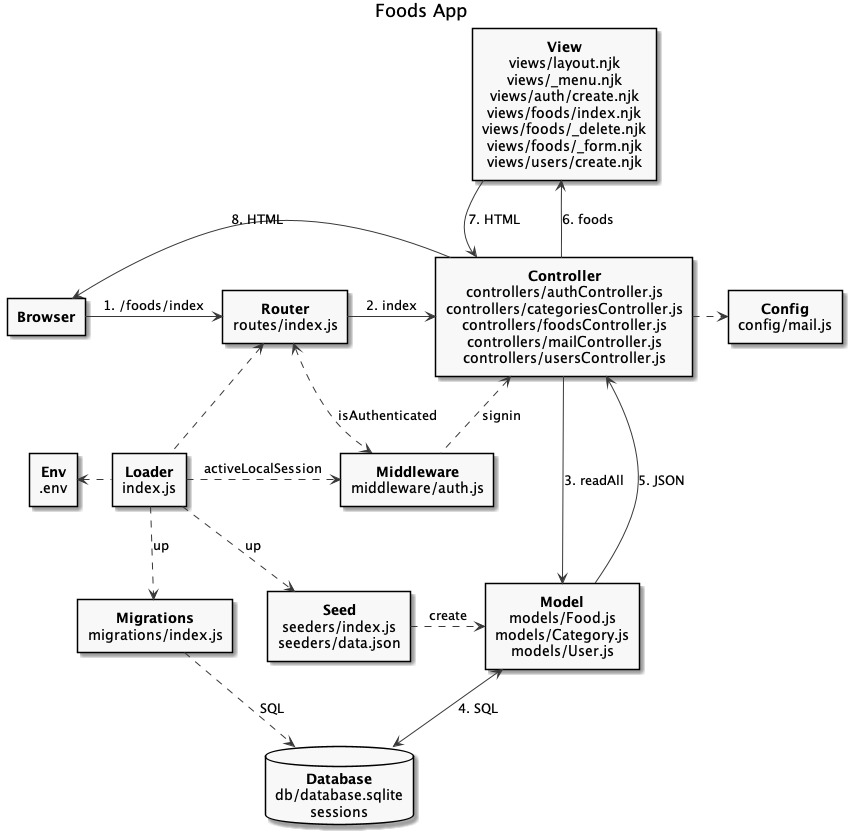 Foods App
View
views/layout.njk
views/_menu.njk
views/auth/create.njk
views/foods/index.njk
views/foods/_delete.njk
views/foods/_form.njk
views/users/create.njk
8. HTML
7. HTML
6. foods
Browser
1. /foods/index
Router
routes/index.js
2. index
Controller
controllers/authController.js
controllers/categoriesController.js
controllers/foodsController.js
controllers/mailController.js
controllers/usersController.js
Config
config/mail.js
isAuthenticated
signin
Env
.env
Loader
index.js
activeLocalSession
Middleware
middleware/auth.js
3. readAll
5. JSON
up
up
Migrations
migrations/index.js
Seed
seeders/index.js
seeders/data.json
create
Model
models/Food.js
models/Category.js
models/User.js
SQL
4. SQL
Database
db/database.sqlite
sessions